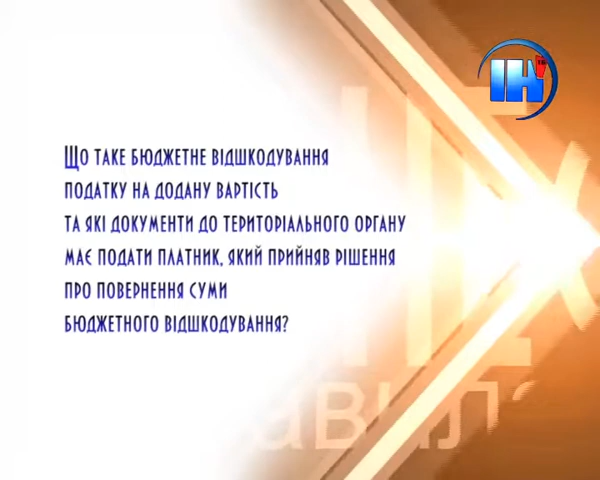 ІН
Що таке бюджетне відшкодування
податку на додану вартість
та які документи до територіального органу
має подати платник, який прийняв рішення
про повернення суми
бюджетного відшкодування?